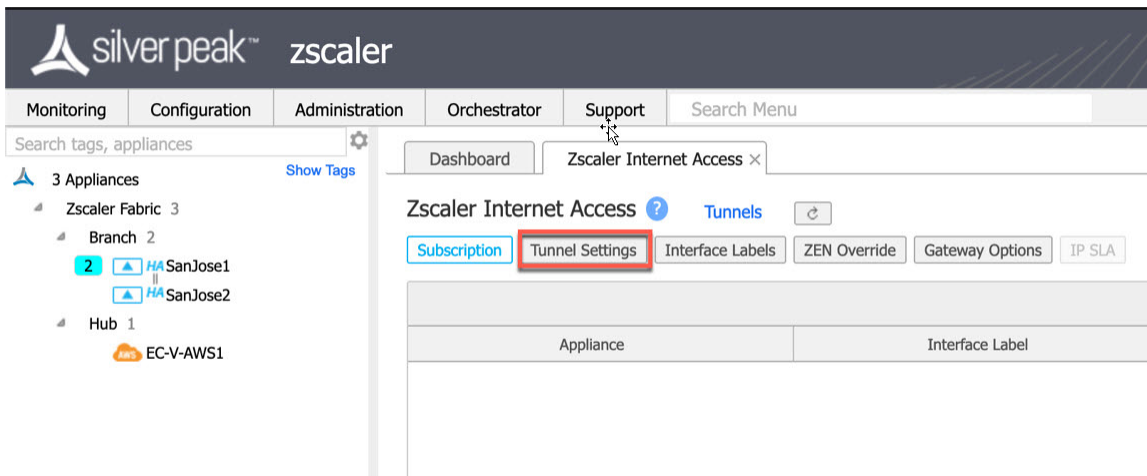 silver peak™ zscaler
Monitoring Configuration Administration Orchestrator Support Search Menu
Search tags, appliances
Show Tags
3 Appliances
Zscaler Fabric 3
Branch 2
2 HA SanJose1
HA SanJose2
Hub 1
AWS EC-V-AWS1
Dashboard Zscaler Internet Access ×
Zscaler Internet Access ? Tunnels
Subscription Tunnel Settings Interface Labels ZEN Override Gateway Options IP SLA
Appliance Interface Label